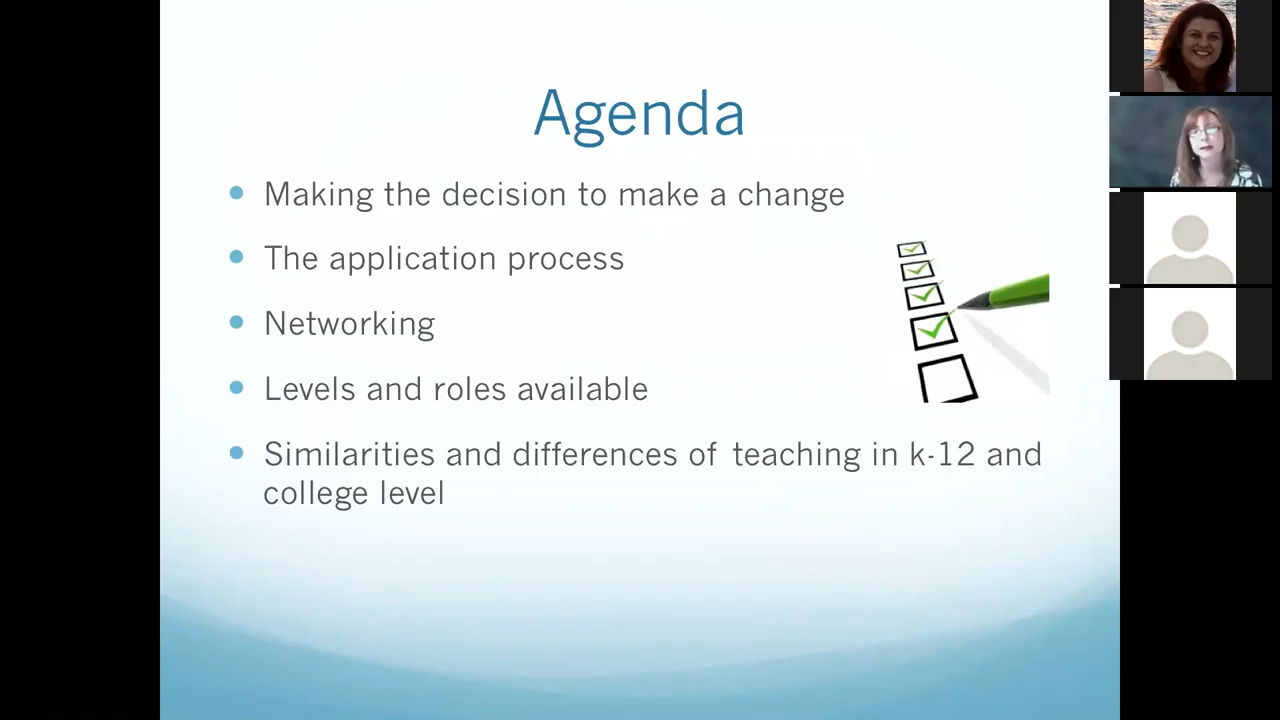 Agenda
Making the decision to make a change
The application process
Networking
Levels and roles available
Similarities and differences of teaching in k-12 and
college level